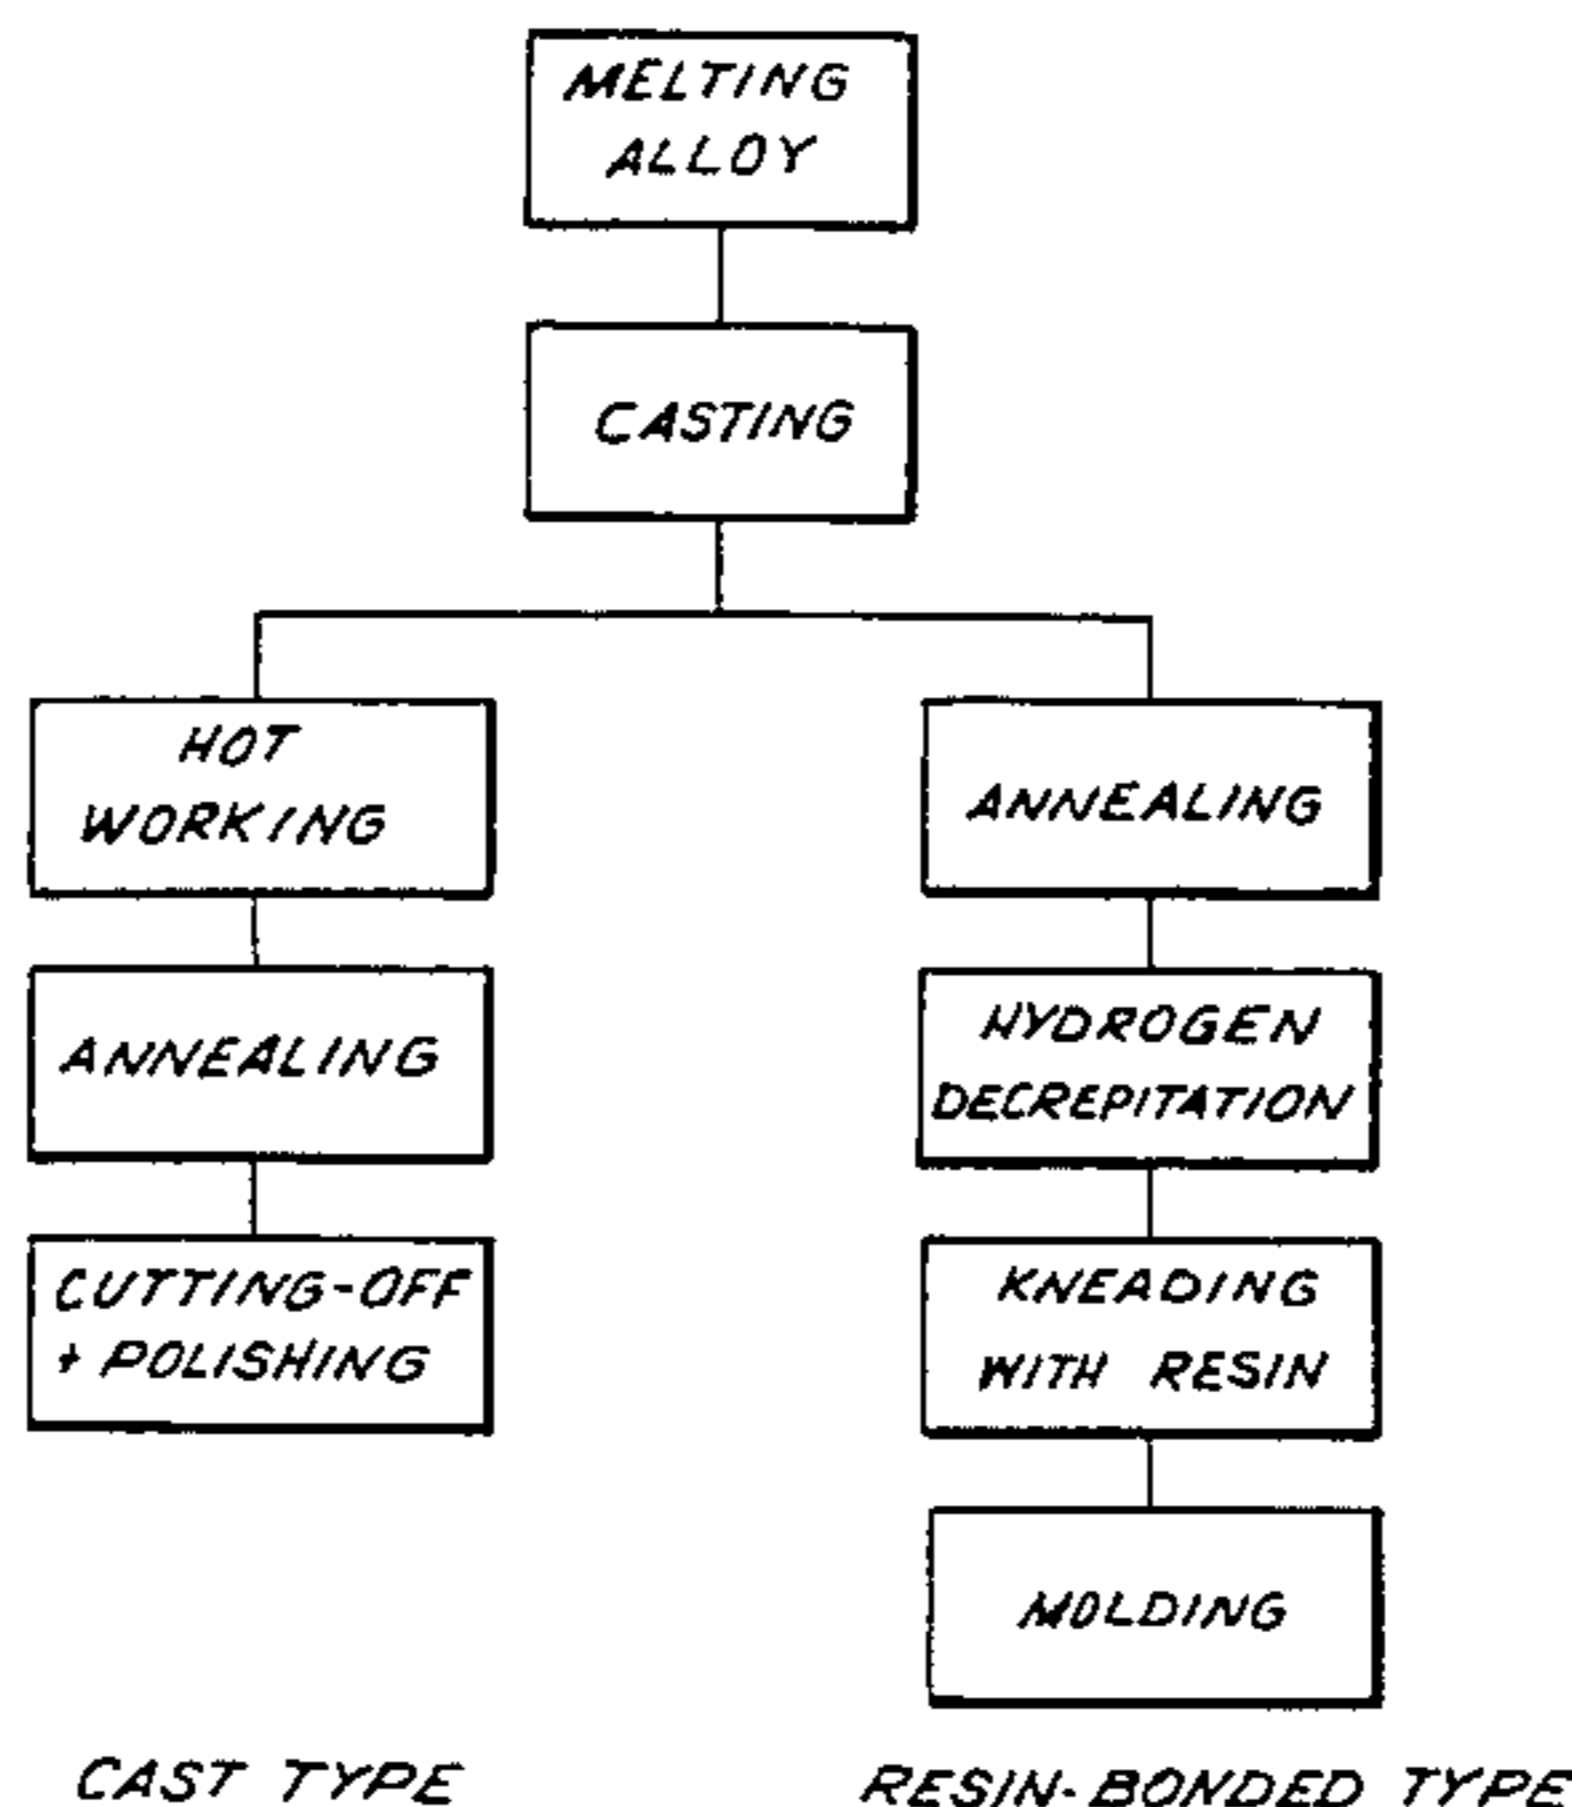 MELTING
ALLOY
CASTING
HOT
WORKING
ANNEALING
CUTTING-OFF
+ POLISHING
CAST TYPE
ANNEALING
HYDROGEN
DECREPITATION
KNEADING
WITH RESIN
MOLDING
RESIN-BONDED TYPE